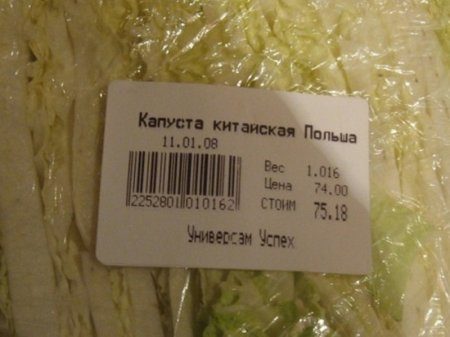 Капуста китайская Польша
11.01.08
Вес 1.016
Цена 74.00
СТОИМ 75.18
2252801 010162
Универсам Успех